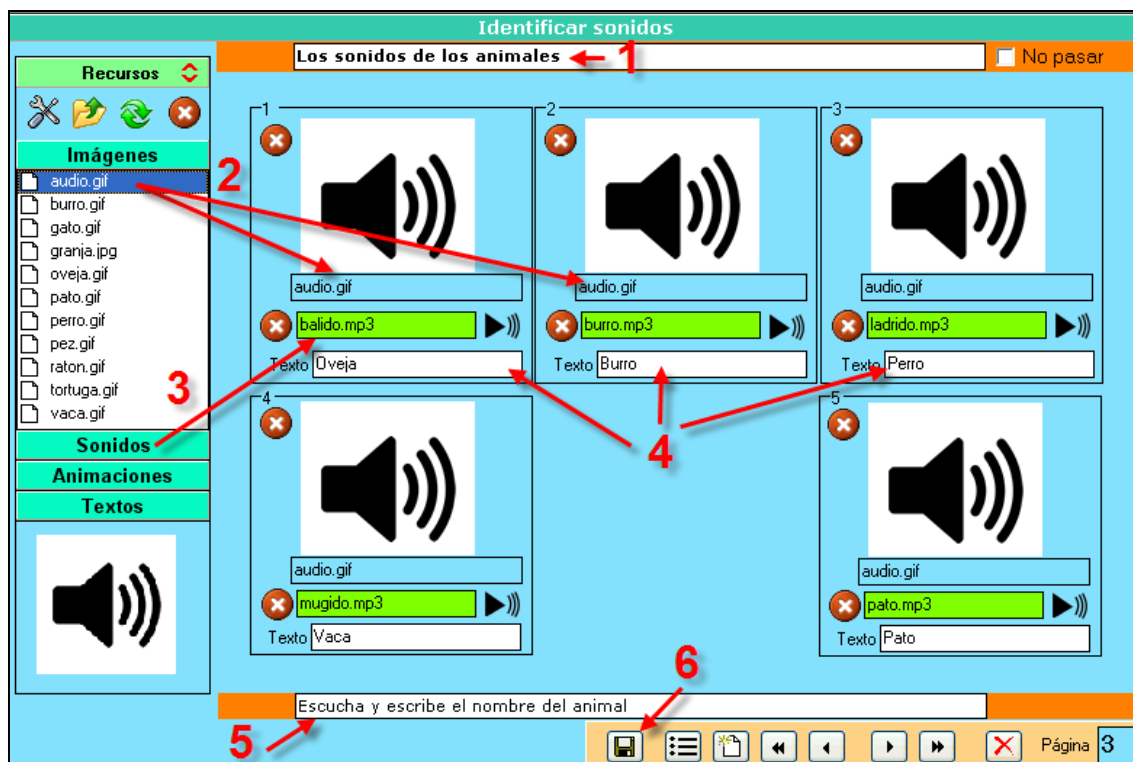 Identificar sonidos
Los sonidos de los animales
1
No pasar
Recursos
Imágenes
audio.gif
burro.gif
gato.gif
granja.jpg
oveja.gif
pato.gif
perro.gif
pez.gif
raton.gif
tortuga.gif
vaca.gif
Sonidos
Animaciones
Textos
2
3
1
audio.gif
balido.mp3
Texto Oveja
2
audio.gif
burro.mp3
Texto Burro
3
audio.gif
ladrido.mp3
Texto Perro
4
4
audio.gif
mugido.mp3
Texto Vaca
5
audio.gif
pato.mp3
Texto Pato
6
Escucha y escribe el nombre del animal
5
Página 3